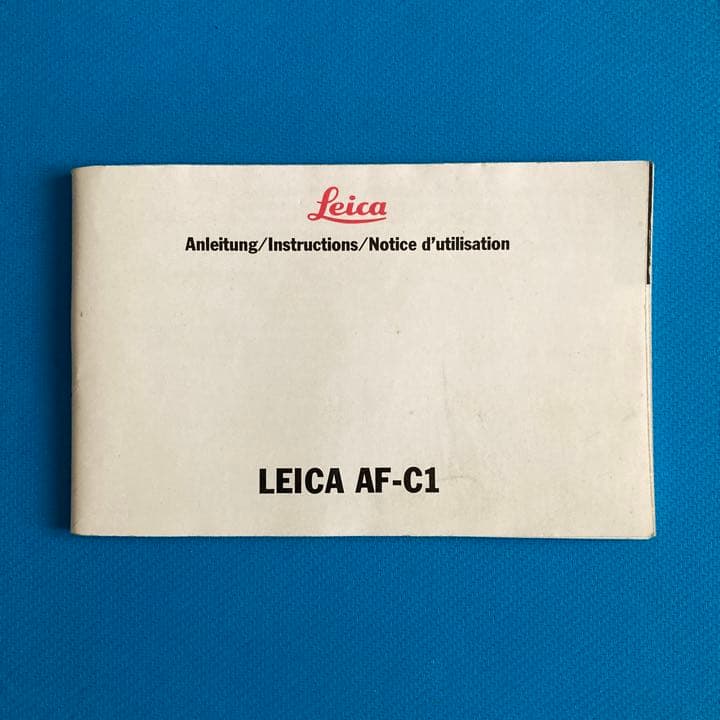 Leica
Anleitung/Instructions/Notice d'utilisation
LEICA AF-C1